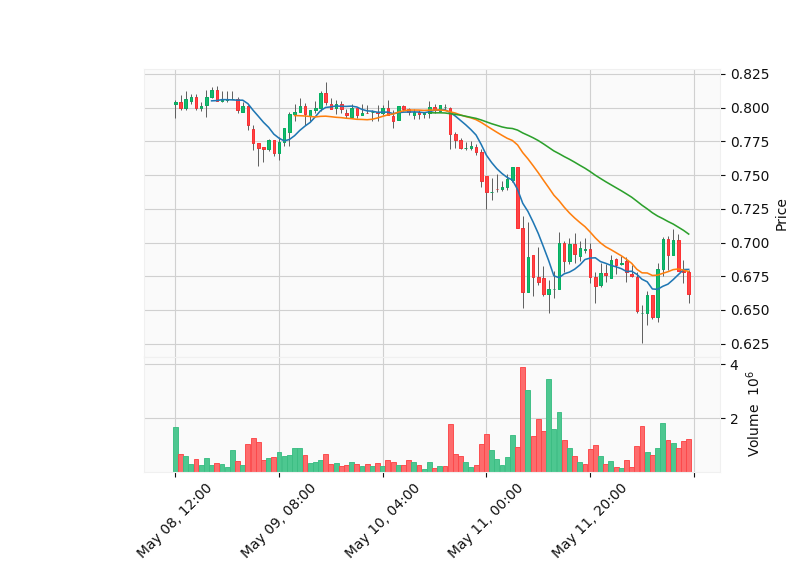 0.825
0.800
0.775
0.750
0.725
0.700
0.675
0.650
0.625
Price
4
2
Volume 10^6
May 08, 12:00
May 09, 08:00
May 10, 04:00
May 11, 00:00
May 11, 20:00